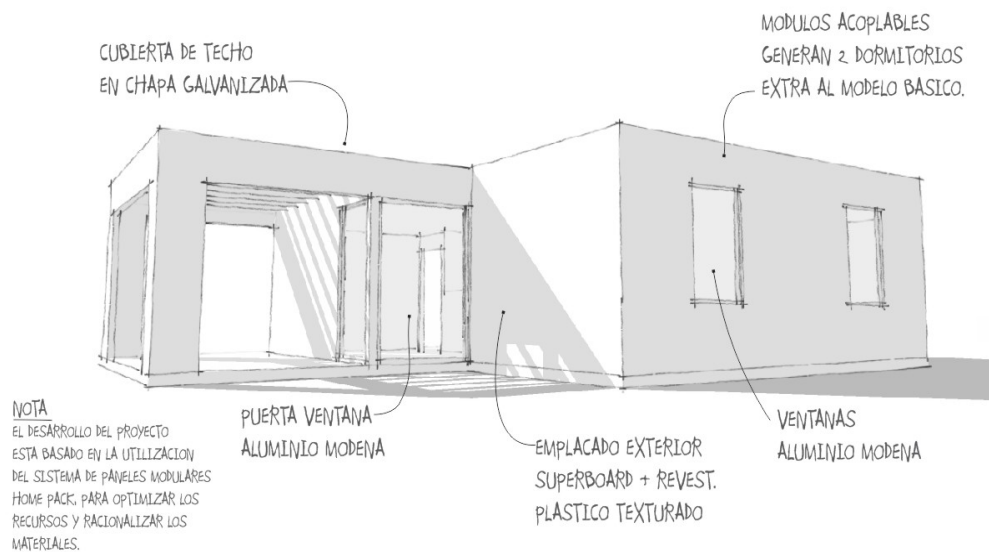 CUBIERTA DE TECHO
EN CHAPA GALVANIZADA
MODULOS ACOPLABLES
GENERAN 2 DORMITORIOS
EXTRA AL MODELO BASICO.
NOTA
EL DESARROLLO DEL PROYECTO
ESTA BASADO EN LA UTILIZACION
DEL SISTEMA DE PANELES MODULARES
HOME PACK, PARA OPTIMIZAR LOS
RECURSOS Y RACIONALIZAR LOS
MATERIALES.
PUERTA VENTANA
ALUMINIO MODENA
EMPLACADO EXTERIOR
SUPERBOARD + REVEST.
PLASTICO TEXTURADO
VENTANAS
ALUMINIO MODENA